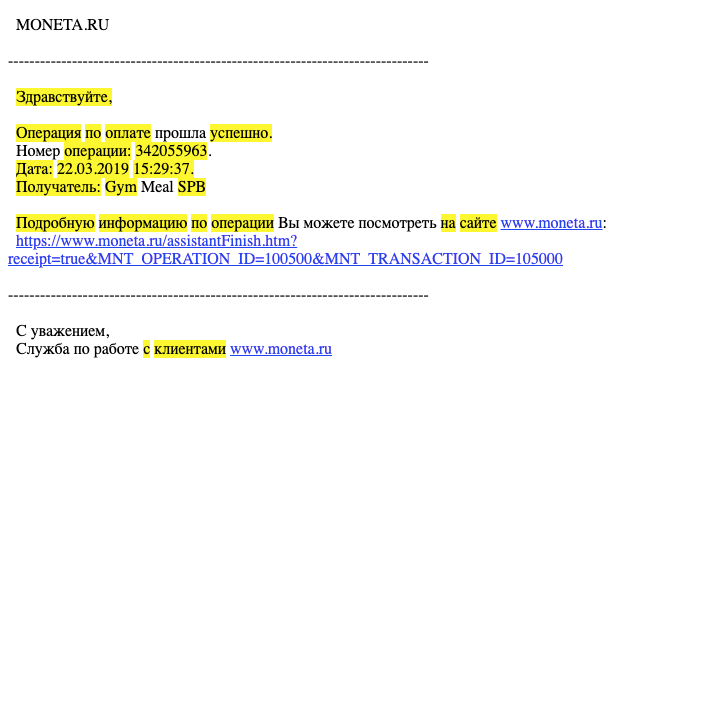 MONETA.RU
-------------------------------------------------------------------------------
Здравствуйте,
Операция по оплате прошла успешно.
Номер операции: 342055963.
Дата: 22.03.2019 15:29:37.
Получатель: Gym Meal SPB
Подробную информацию по операции Вы можете посмотреть на сайте www.moneta.ru:
https://www.moneta.ru/assistantFinish.htm?
receipt=true&MNT_OPERATION_ID=100500&MNT_TRANSACTION_ID=105000
-------------------------------------------------------------------------------
С уважением,
Служба по работе с клиентами www.moneta.ru